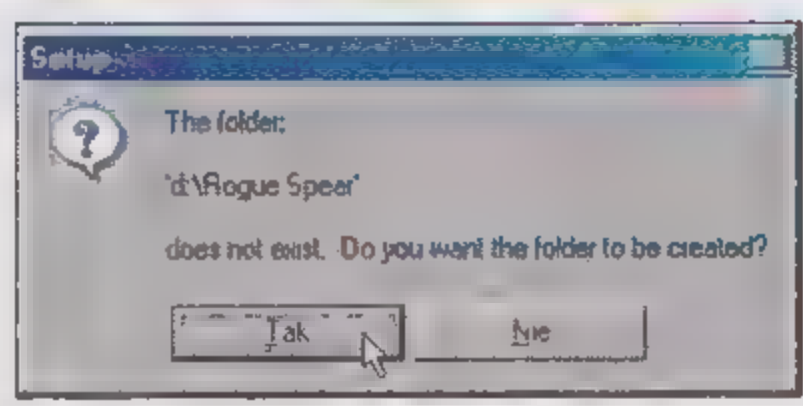 Setup
The folder:
'd:\Rogue Spear'
does not exist. Do you want the folder to be created?
Tak
Nie